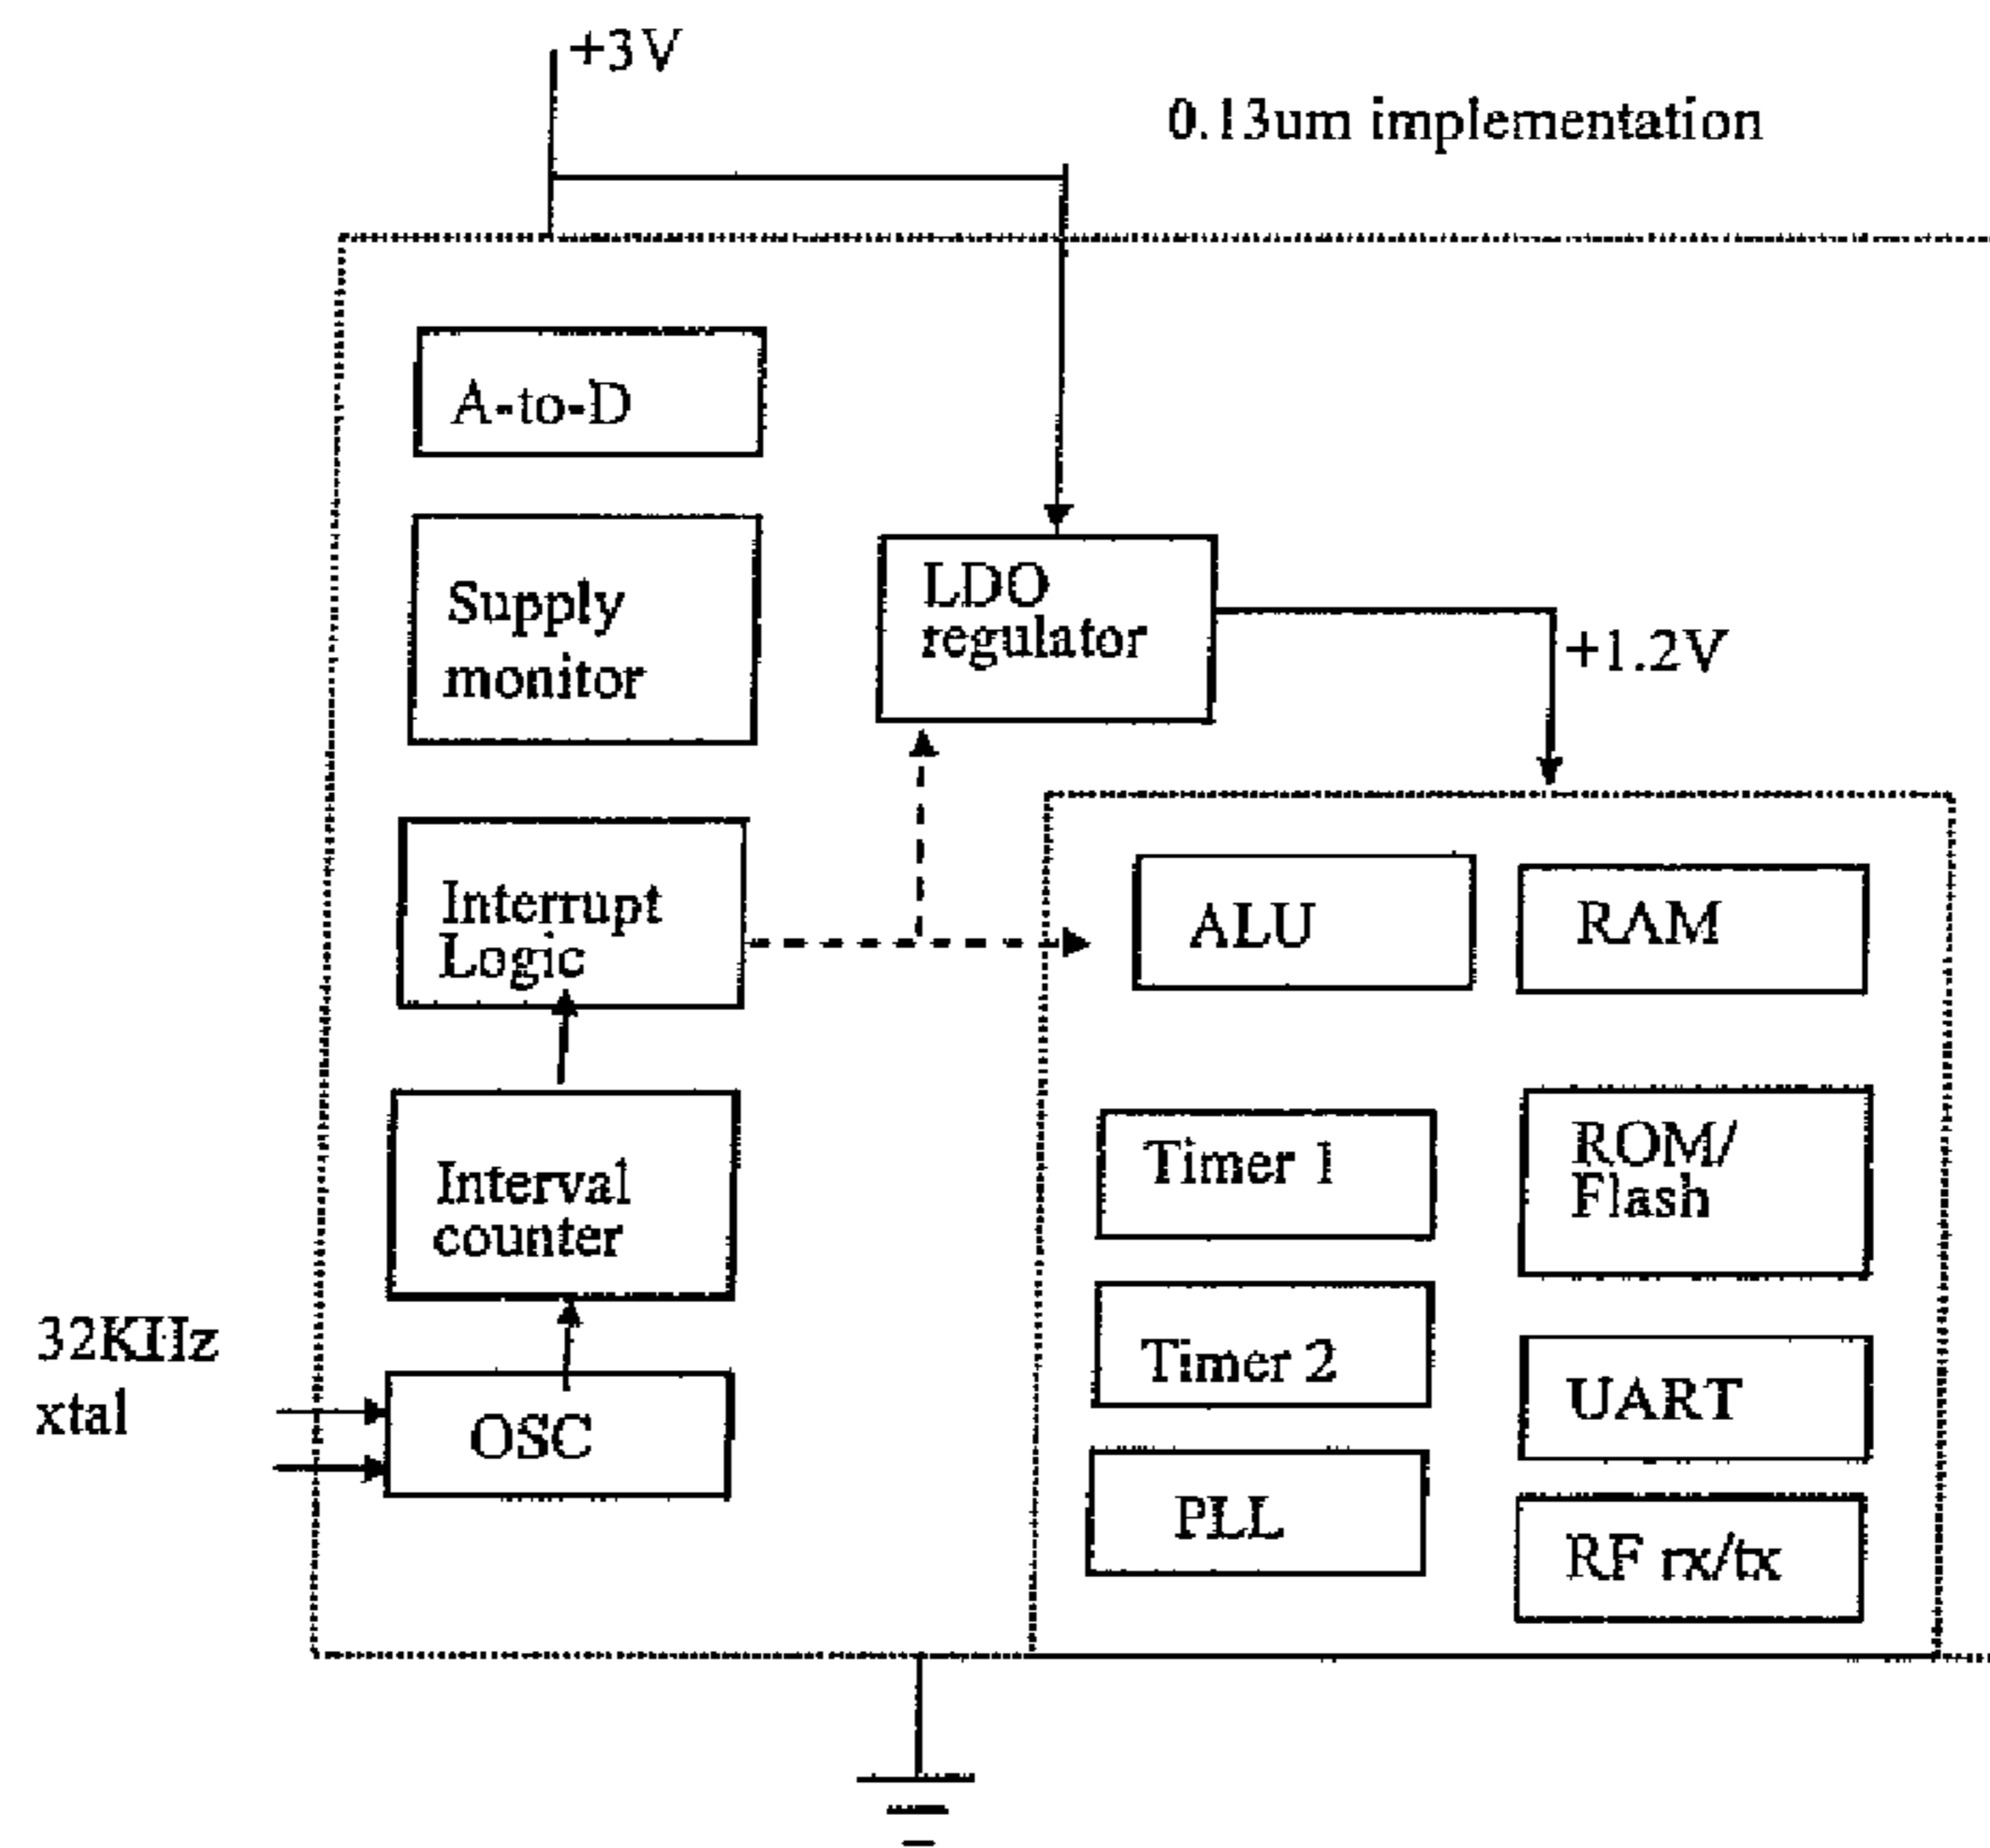 +3V
0.13um implementation
A-to-D
Supply
monitor
LDO
regulator
+1.2V
Interrupt
Logic
ALU
RAM
Interval
counter
Timer 1
ROM/
Flash
32KHz
xtal
OSC
Timer 2
UART
PLL
RF rx/tx